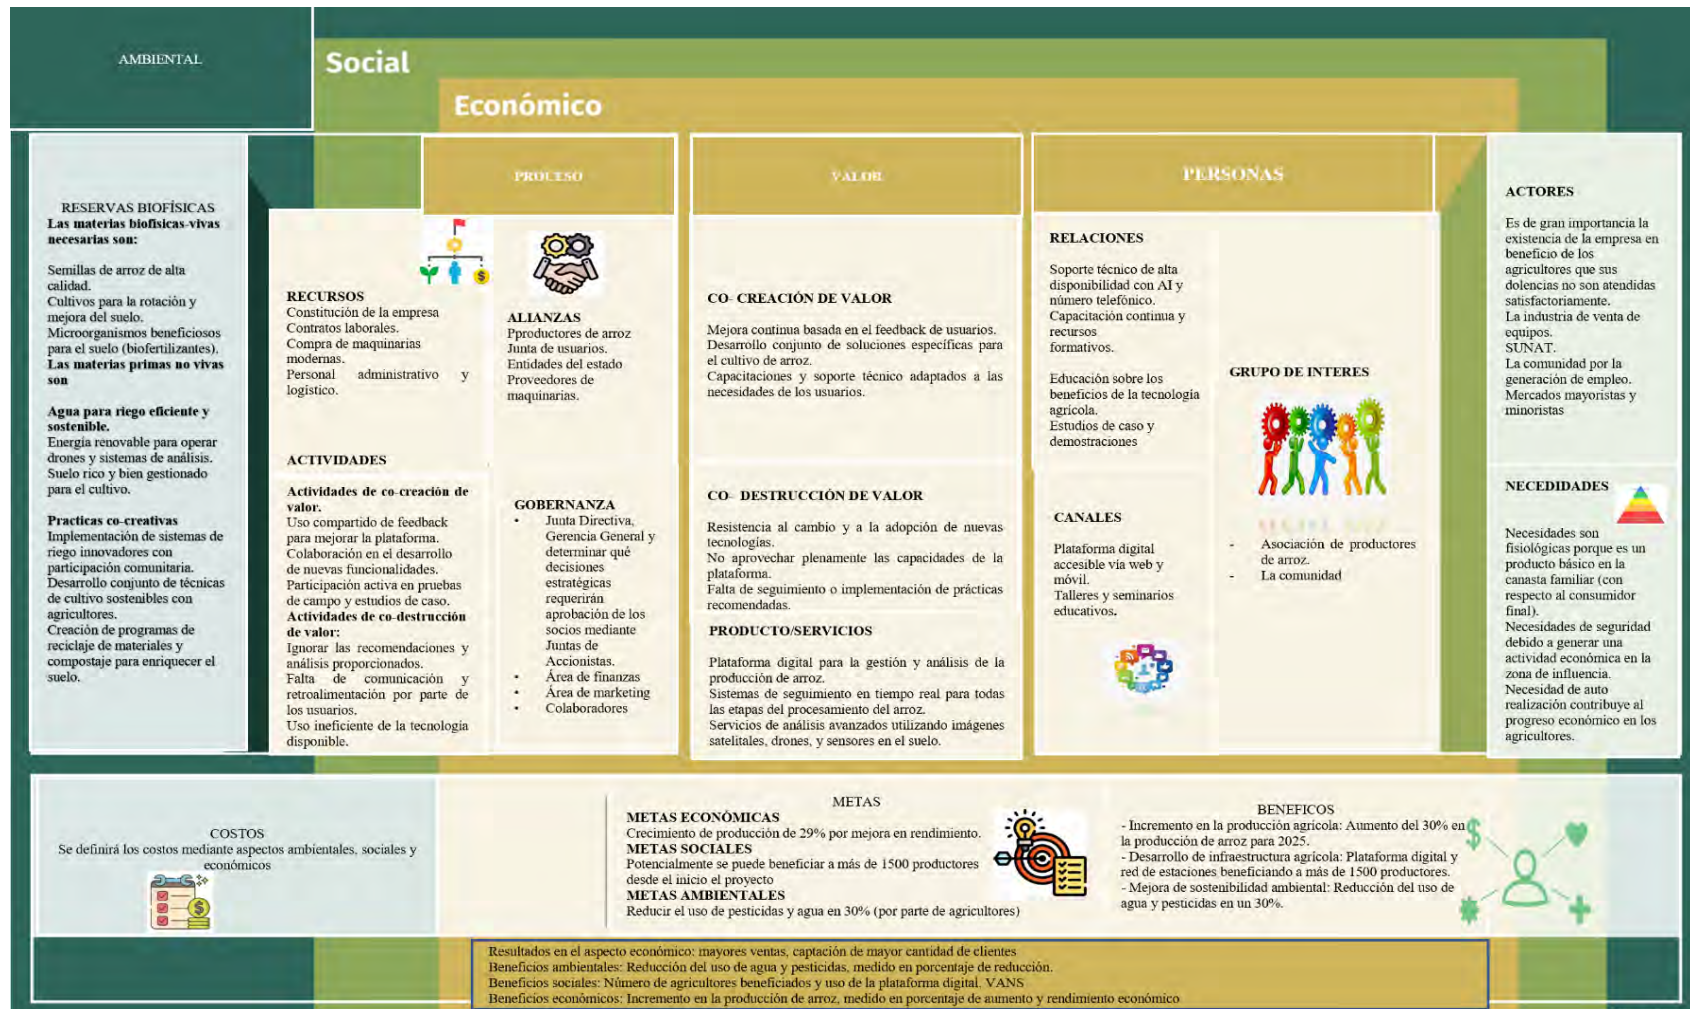 AMBIENTAL
Social
Económico
RESERVAS BIOFÍSICAS
Las materias biofísicas-vivas
necesarias son:
Semillas de arroz de alta
calidad.
Cultivos para la rotación y
mejora del suelo.
Microorganismos beneficiosos
para el suelo (biofertilizantes).
Las materias primas no vivas
son
Agua para riego eficiente y
sostenible.
Energía renovable para operar
drones y sistemas de análisis.
Suelo rico y bien gestionado
para el cultivo.
Practicas co-creativas
Implementación de sistemas de
riego innovadores con
participación comunitaria.
Desarrollo conjunto de técnicas
de cultivo sostenibles con
agricultores.
Creación de programas de
reciclaje de materiales y
compostaje para enriquecer el
suelo.
PROCESO
RECURSOS
Constitución de la empresa
Contratos laborales.
Compra de maquinarias
modernas.
Personal administrativo y
logístico.
ACTIVIDADES
Actividades de co-creación de
valor.
Uso compartido de feedback
para mejorar la plataforma.
Colaboración en el desarrollo
de nuevas funcionalidades.
Participación activa en pruebas
de campo y estudios de caso.
Actividades de co-destrucción
de valor:
Ignorar las recomendaciones y
análisis proporcionados.
Falta de comunicación y
retroalimentación por parte de
los usuarios.
Uso ineficiente de la tecnología
disponible.
ALIANZAS
Pproductores de arroz
Junta de usuarios.
Entidades del estado
Proveedores de
maquinarias.
GOBERNANZA
• Junta Directiva,
Gerencia General y
determinar qué
decisiones
estratégicas
requerirán
aprobación de los
socios mediante
Juntas de
Accionistas.
• Área de finanzas
• Área de marketing
• Colaboradores
VALOR
CO- CREACIÓN DE VALOR
Mejora continua basada en el feedback de usuarios.
Desarrollo conjunto de soluciones específicas para
el cultivo de arroz.
Capacitaciones y soporte técnico adaptados a las
necesidades de los usuarios.
CO- DESTRUCCIÓN DE VALOR
Resistencia al cambio y a la adopción de nuevas
tecnologías.
No aprovechar plenamente las capacidades de la
plataforma.
Falta de seguimiento o implementación de prácticas
recomendadas.
PRODUCTO/SERVICIOS
Plataforma digital para la gestión y análisis de la
producción de arroz.
Sistemas de seguimiento en tiempo real para todas
las etapas del procesamiento del arroz.
Servicios de análisis avanzados utilizando imágenes
satelitales, drones, y sensores en el suelo.
PERSONAS
RELACIONES
Soporte técnico de alta
disponibilidad con AI y
número telefónico.
Capacitación continua y
recursos
formativos.
Educación sobre los
beneficios de la tecnología
agrícola.
Estudios de caso y
demostraciones
CANALES
Plataforma digital
accesible vía web y
móvil.
Talleres y seminarios
educativos.
GRUPO DE INTERES
- Asociación de productores
de arroz.
- La comunidad
ACTORES
Es de gran importancia la
existencia de la empresa en
beneficio de los
agricultores que sus
dolencias no son atendidas
satisfactoriamente.
La industria de venta de
equipos.
SUNAT.
La comunidad por la
generación de empleo.
Mercados mayoristas y
minoristas
NECEDIDADES
Necesidades son
fisiológicas porque es un
producto básico en la
canasta familiar (con
respecto al consumidor
final).
Necesidades de seguridad
debido a generar una
actividad económica en la
zona de influencia.
Necesidad de auto
realización contribuye al
progreso económico en los
agricultores.
COSTOS
Se definirá los costos mediante aspectos ambientales, sociales y
económicos
METAS
METAS ECONÓMICAS
Crecimiento de producción de 29% por mejora en rendimiento.
METAS SOCIALES
Potencialmente se puede beneficiar a más de 1500 productores
desde el inicio el proyecto
METAS AMBIENTALES
Reducir el uso de pesticidas y agua en 30% (por parte de agricultores)
BENEFICOS
- Incremento en la producción agrícola: Aumento del 30% en
la producción de arroz para 2025.
- Desarrollo de infraestructura agrícola: Plataforma digital y
red de estaciones beneficiando a más de 1500 productores.
- Mejora de sostenibilidad ambiental: Reducción del uso de
agua y pesticidas en un 30%.
Resultados en el aspecto económico: mayores ventas, captación de mayor cantidad de clientes
Beneficios ambientales: Reducción del uso de agua y pesticidas, medido en porcentaje de reducción.
Beneficios sociales: Número de agricultores beneficiados y uso de la plataforma digital, VANS
Beneficios económicos: Incremento en la producción de arroz, medido en porcentaje de aumento y rendimiento económico